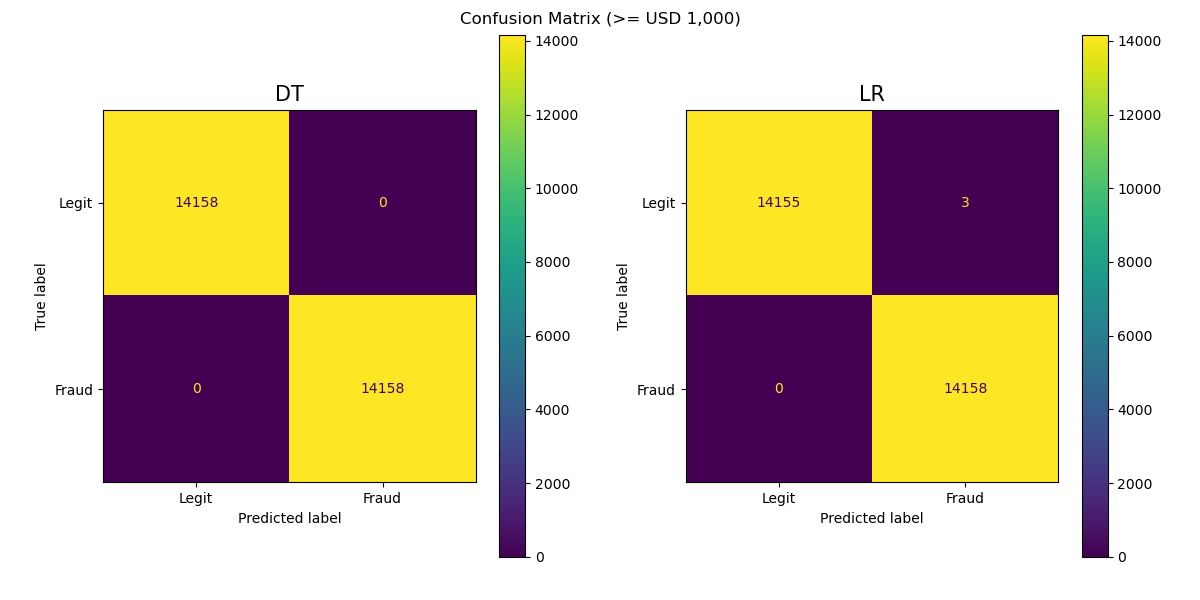 Confusion Matrix (>= USD 1,000)
DT
True label
Legit
Fraud
14158
0
0
14158
Legit
Fraud
Predicted label
14000
12000
10000
8000
6000
4000
2000
0
LR
True label
Legit
Fraud
14155
3
0
14158
Legit
Fraud
Predicted label
14000
12000
10000
8000
6000
4000
2000
0